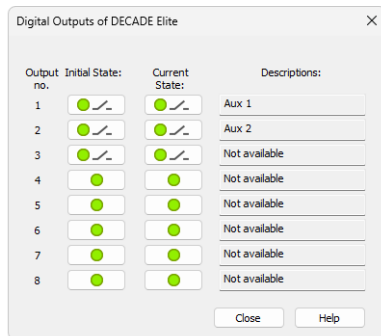 Digital Outputs of DECADE Elite
Output no. Initial State: Current State: Descriptions:
1 Aux 1
2 Aux 2
3 Not available
4 Not available
5 Not available
6 Not available
7 Not available
8 Not available
Close Help